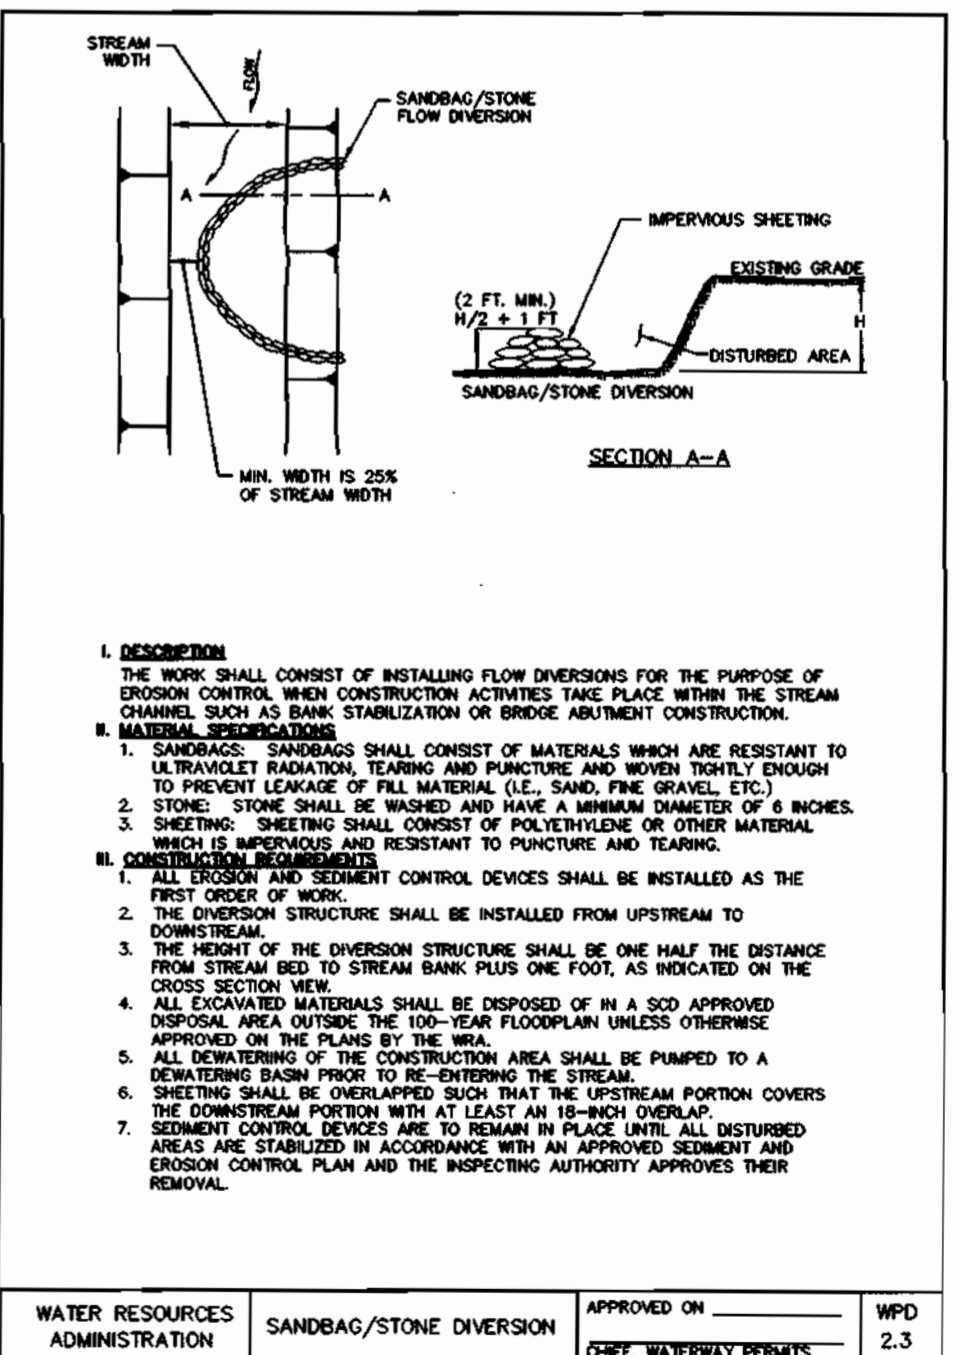 STREAM
WIDTH
FLOW
SANDBAG/STONE
FLOW DIVERSION
A
A
MIN. WIDTH IS 25%
OF STREAM WIDTH
IMPERVIOUS SHEETING
EXISTING GRADE
(2 FT. MIN.)
H/2 + 1 FT
H
DISTURBED AREA
SANDBAG/STONE DIVERSION
SECTION A-A
I. DESCRIPTION
THE WORK SHALL CONSIST OF INSTALLING FLOW DIVERSIONS FOR THE PURPOSE OF
EROSION CONTROL WHEN CONSTRUCTION ACTIVITIES TAKE PLACE WITHIN THE STREAM
CHANNEL SUCH AS BANK STABILIZATION OR BRIDGE ABUTMENT CONSTRUCTION.
II. MATERIAL SPECIFICATIONS
1. SANDBAGS: SANDBAGS SHALL CONSIST OF MATERIALS WHICH ARE RESISTANT TO
ULTRAVIOLET RADIATION, TEARING AND PUNCTURE AND WOVEN TIGHTLY ENOUGH
TO PREVENT LEAKAGE OF FILL MATERIAL (I.E., SAND, FINE GRAVEL, ETC.)
2. STONE: STONE SHALL BE WASHED AND HAVE A MINIMUM DIAMETER OF 6 INCHES.
3. SHEETING: SHEETING SHALL CONSIST OF POLYETHYLENE OR OTHER MATERIAL
WHICH IS IMPERVIOUS AND RESISTANT TO PUNCTURE AND TEARING.
III. CONSTRUCTION REQUIREMENTS
1. ALL EROSION AND SEDIMENT CONTROL DEVICES SHALL BE INSTALLED AS THE
FIRST ORDER OF WORK.
2. THE DIVERSION STRUCTURE SHALL BE INSTALLED FROM UPSTREAM TO
DOWNSTREAM.
3. THE HEIGHT OF THE DIVERSION STRUCTURE SHALL BE ONE HALF THE DISTANCE
FROM STREAM BED TO STREAM BANK PLUS ONE FOOT, AS INDICATED ON THE
CROSS SECTION VIEW.
4. ALL EXCAVATED MATERIALS SHALL BE DISPOSED OF IN A SCD APPROVED
DISPOSAL AREA OUTSIDE THE 100-YEAR FLOODPLAIN UNLESS OTHERWISE
APPROVED ON THE PLANS BY THE WRA.
5. ALL DEWATERIING OF THE CONSTRUCTION AREA SHALL BE PUMPED TO A
DEWATERING BASIN PRIOR TO RE-ENTERING THE STREAM.
6. SHEETING SHALL BE OVERLAPPED SUCH THAT THE UPSTREAM PORTION COVERS
THE DOWNSTREAM PORTION WITH AT LEAST AN 18-INCH OVERLAP.
7. SEDIMENT CONTROL DEVICES ARE TO REMAIN IN PLACE UNTIL ALL DISTURBED
AREAS ARE STABILIZED IN ACCORDANCE WITH AN APPROVED SEDIMENT AND
EROSION CONTROL PLAN AND THE INSPECTING AUTHORITY APPROVES THEIR
REMOVAL.
WATER RESOURCES
ADMINISTRATION
SANDBAG/STONE DIVERSION
APPROVED ON
CHIEF, WATERWAY PERMITS
WPD
2.3